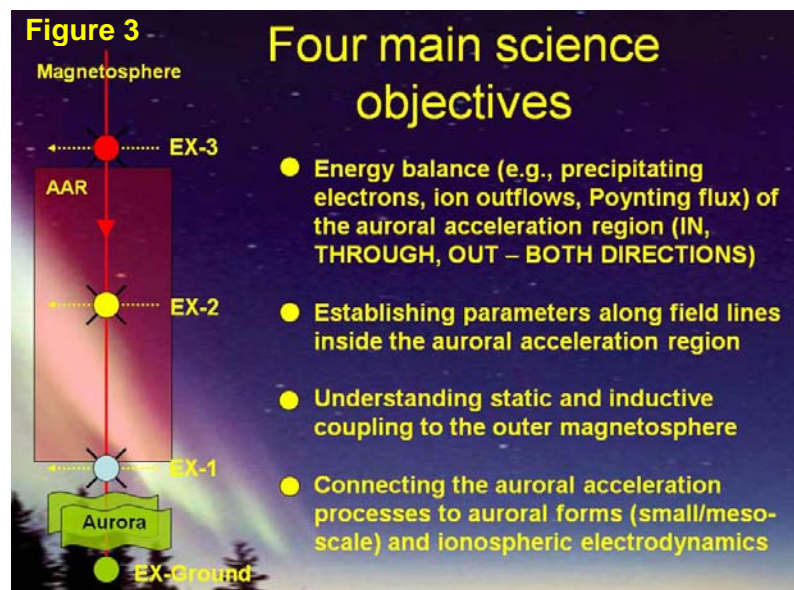 Figure 3
Four main science
objectives
Magnetosphere
EX-3
AAR
EX-2
EX-1
Aurora
EX-Ground
Energy balance (e.g., precipitating
electrons, ion outflows, Poynting flux) of
the auroral acceleration region (IN,
THROUGH, OUT – BOTH DIRECTIONS)
Establishing parameters along field lines
inside the auroral acceleration region
Understanding static and inductive
coupling to the outer magnetosphere
Connecting the auroral acceleration
processes to auroral forms (small/meso-
scale) and ionospheric electrodynamics